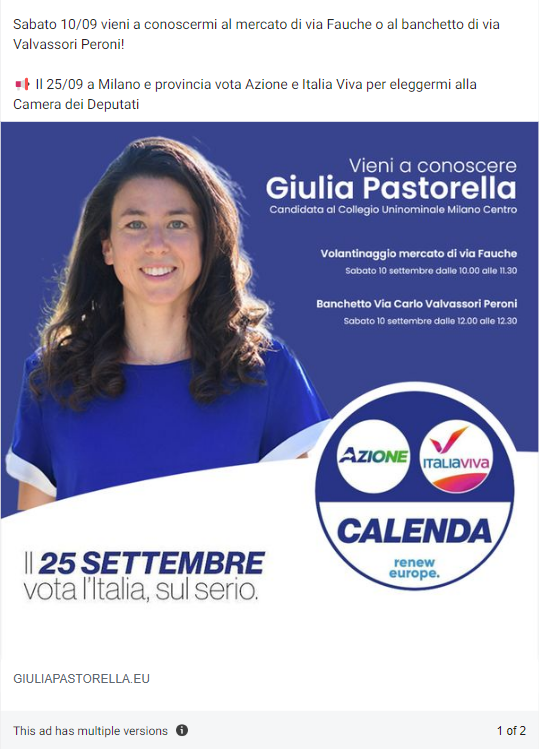 Sabato 10/09 vieni a conoscermi al mercato di via Fauche o al banchetto di via
Valvassori Peroni!
Il 25/09 a Milano e provincia vota Azione e Italia Viva per eleggermi alla
Camera dei Deputati
Vieni a conoscere
Giulia Pastorella
Candidata al Collegio Uninominale Milano Centro
Volantinaggio mercato di via Fauche
Sabato 10 settembre dalle 10.00 alle 11.30
Banchetto Via Carlo Valvassori Peroni
Sabato 10 settembre dalle 12.00 alle 12.30
AZIONE
ITALIAVIVA
CALENDA
renew
europe.
Il 25 SETTEMBRE
vota l'Italia, sul serio.
GIULIAPASTORELLA.EU
This ad has multiple versions
1 of 2